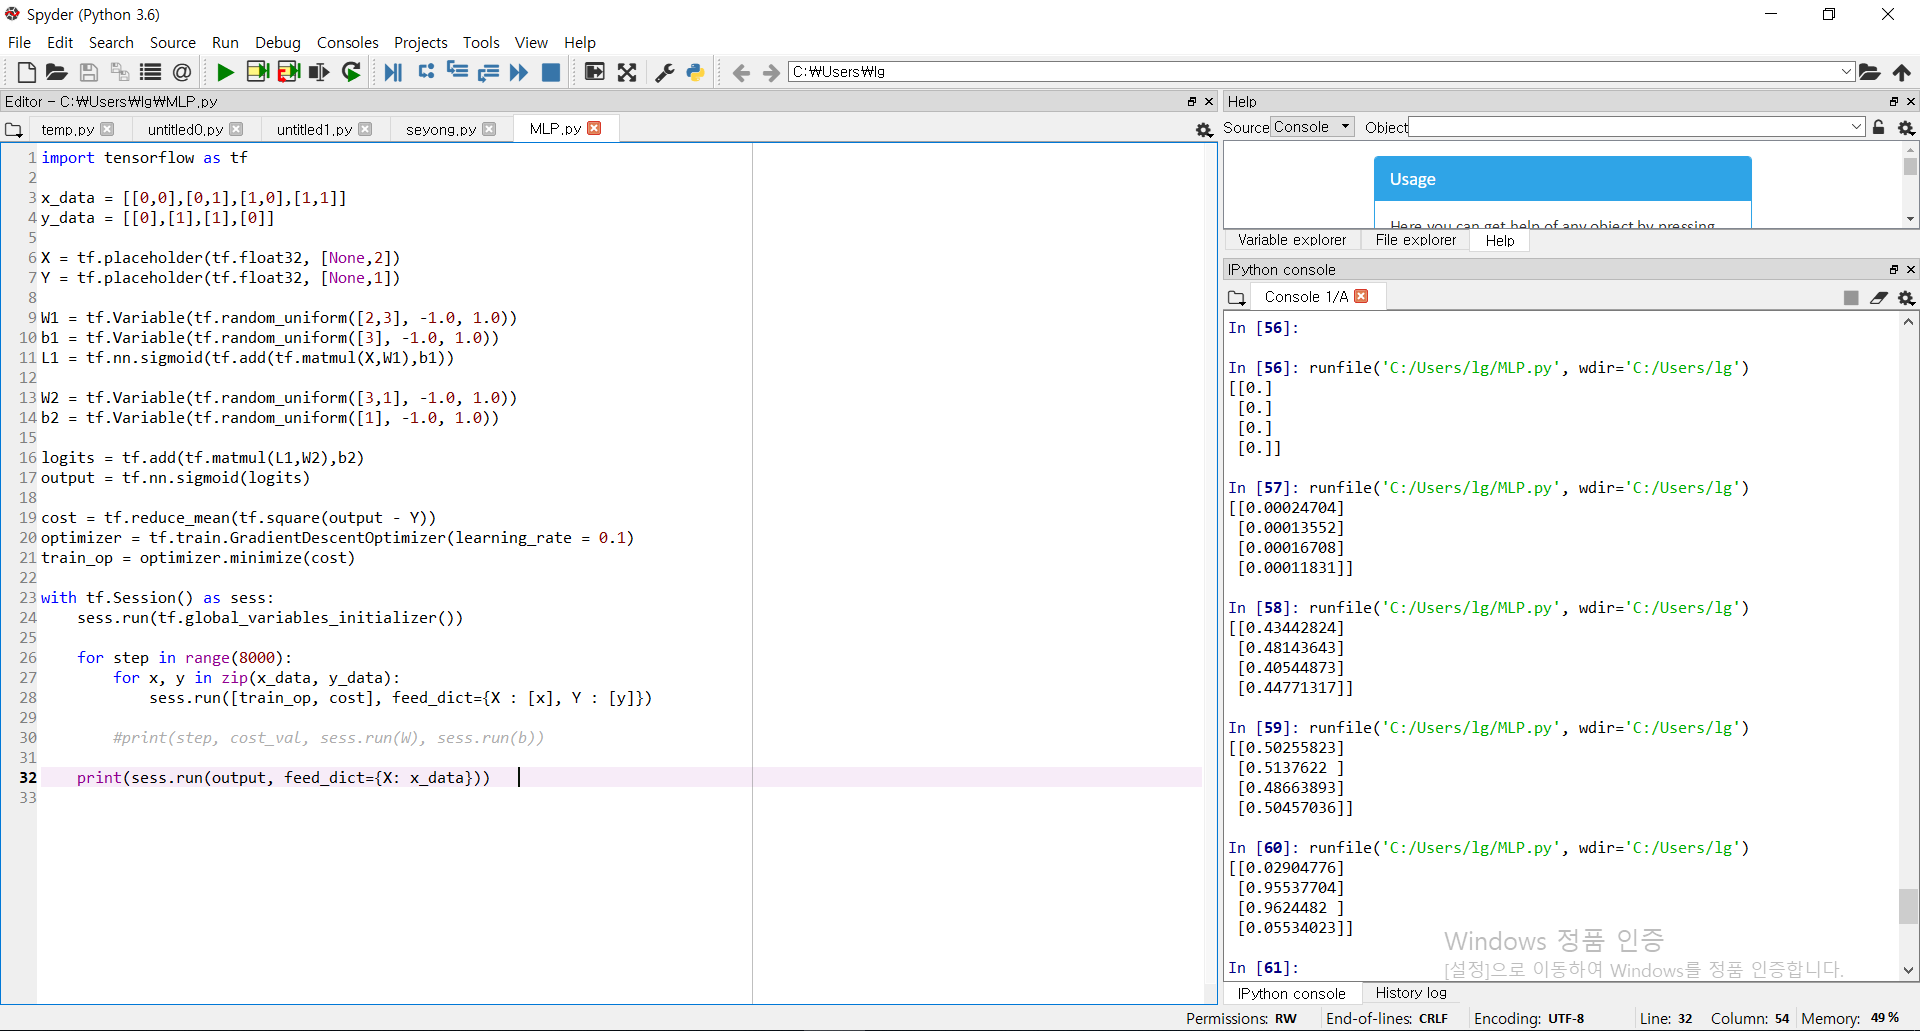 Spyder (Python 3.6)
File Edit Search Source Run Debug Consoles Projects Tools View Help
C:￦Users￦lg
Editor - C:￦Users￦lg￦MLP.py
temp.py untitled0.py untitled1.py seyong.py MLP.py
1 import tensorflow as tf
2
3 x_data = [[0,0],[0,1],[1,0],[1,1]]
4 y_data = [[0],[1],[1],[0]]
5
6 X = tf.placeholder(tf.float32, [None,2])
7 Y = tf.placeholder(tf.float32, [None,1])
8
9 W1 = tf.Variable(tf.random_uniform([2,3], -1.0, 1.0))
10 b1 = tf.Variable(tf.random_uniform([3], -1.0, 1.0))
11 L1 = tf.nn.sigmoid(tf.add(tf.matmul(X,W1),b1))
12
13 W2 = tf.Variable(tf.random_uniform([3,1], -1.0, 1.0))
14 b2 = tf.Variable(tf.random_uniform([1], -1.0, 1.0))
15
16 logits = tf.add(tf.matmul(L1,W2),b2)
17 output = tf.nn.sigmoid(logits)
18
19 cost = tf.reduce_mean(tf.square(output - Y))
20 optimizer = tf.train.GradientDescentOptimizer(learning_rate = 0.1)
21 train_op = optimizer.minimize(cost)
22
23 with tf.Session() as sess:
24     sess.run(tf.global_variables_initializer())
25
26     for step in range(8000):
27         for x, y in zip(x_data, y_data):
28             sess.run([train_op, cost], feed_dict={X : [x], Y : [y]})
29
30         #print(step, cost_val, sess.run(W), sess.run(b))
31
32     print(sess.run(output, feed_dict={X: x_data}))
33
Help
Source Console Object
Usage
Here you can get help of any object by pressing
Variable explorer File explorer Help
IPython console
Console 1/A
In [56]:
In [56]: runfile('C:/Users/lg/MLP.py', wdir='C:/Users/lg')
[[0.]
 [0.]
 [0.]
 [0.]]
In [57]: runfile('C:/Users/lg/MLP.py', wdir='C:/Users/lg')
[[0.00024704]
 [0.00013552]
 [0.00016708]
 [0.00011831]]
In [58]: runfile('C:/Users/lg/MLP.py', wdir='C:/Users/lg')
[[0.43442824]
 [0.48143643]
 [0.40544873]
 [0.44771317]]
In [59]: runfile('C:/Users/lg/MLP.py', wdir='C:/Users/lg')
[[0.50255823]
 [0.5137622 ]
 [0.48663893]
 [0.50457036]]
In [60]: runfile('C:/Users/lg/MLP.py', wdir='C:/Users/lg')
[[0.02904776]
 [0.95537704]
 [0.9624482 ]
 [0.05534023]]
In [61]:
Windows 정품 인증
[설정]으로 이동하여 Windows를 정품 인증합니다.
IPython console History log
Permissions: RW End-of-lines: CRLF Encoding: UTF-8 Line: 32 Column: 54 Memory: 49 %